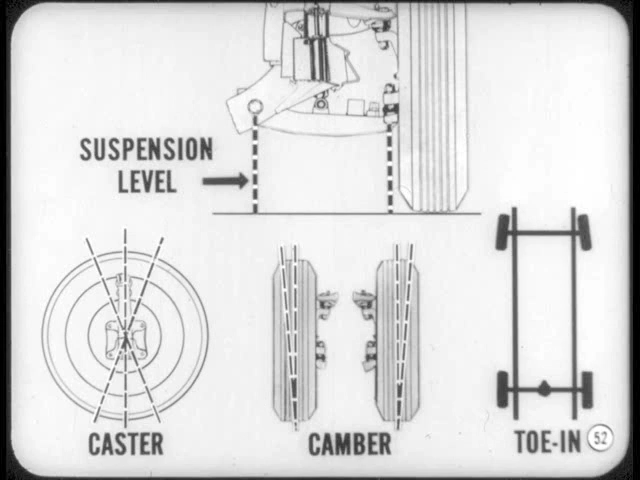 SUSPENSION
LEVEL
CASTER
CAMBER
TOE-IN
52